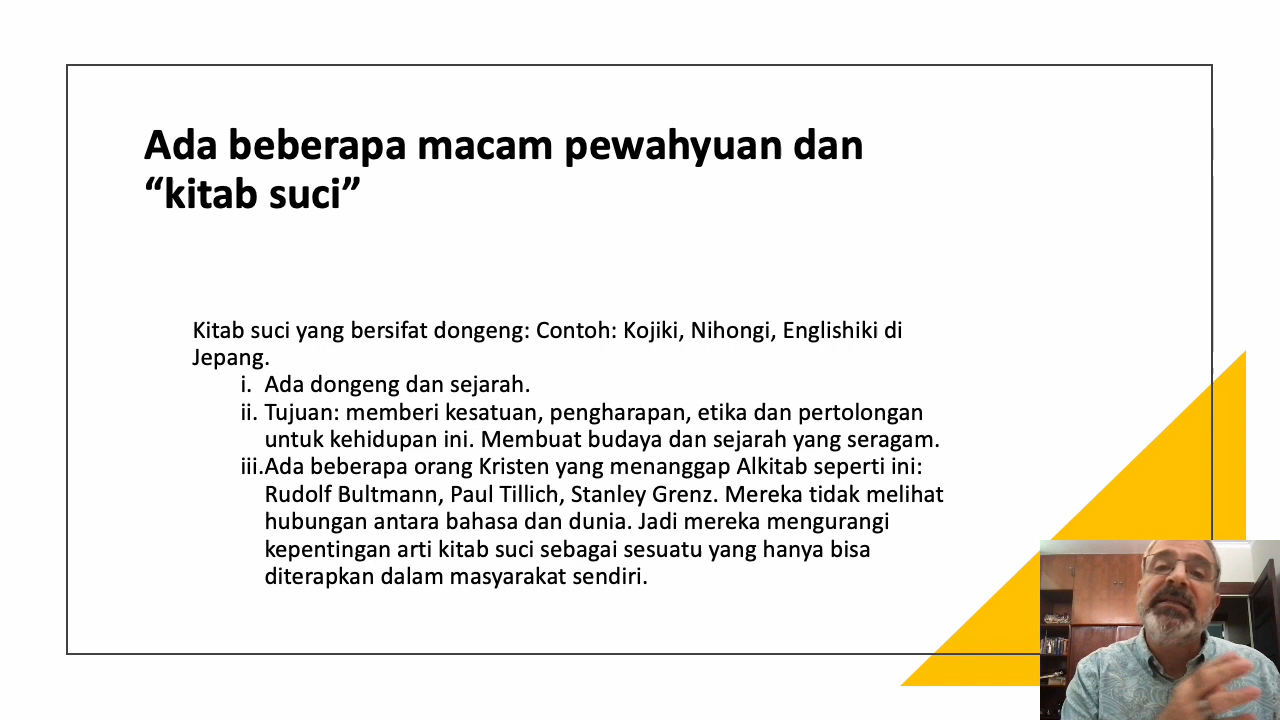 Ada beberapa macam pewahyuan dan
“kitab suci”
Kitab suci yang bersifat dongeng: Contoh: Kojiki, Nihongi, Englishiki di
Jepang.
i. Ada dongeng dan sejarah.
ii. Tujuan: memberi kesatuan, pengharapan, etika dan pertolongan
untuk kehidupan ini. Membuat budaya dan sejarah yang seragam.
iii.Ada beberapa orang Kristen yang menanggap Alkitab seperti ini:
Rudolf Bultmann, Paul Tillich, Stanley Grenz. Mereka tidak melihat
hubungan antara bahasa dan dunia. Jadi mereka mengurangi
kepentingan arti kitab suci sebagai sesuatu yang hanya bisa
diterapkan dalam masyarakat sendiri.